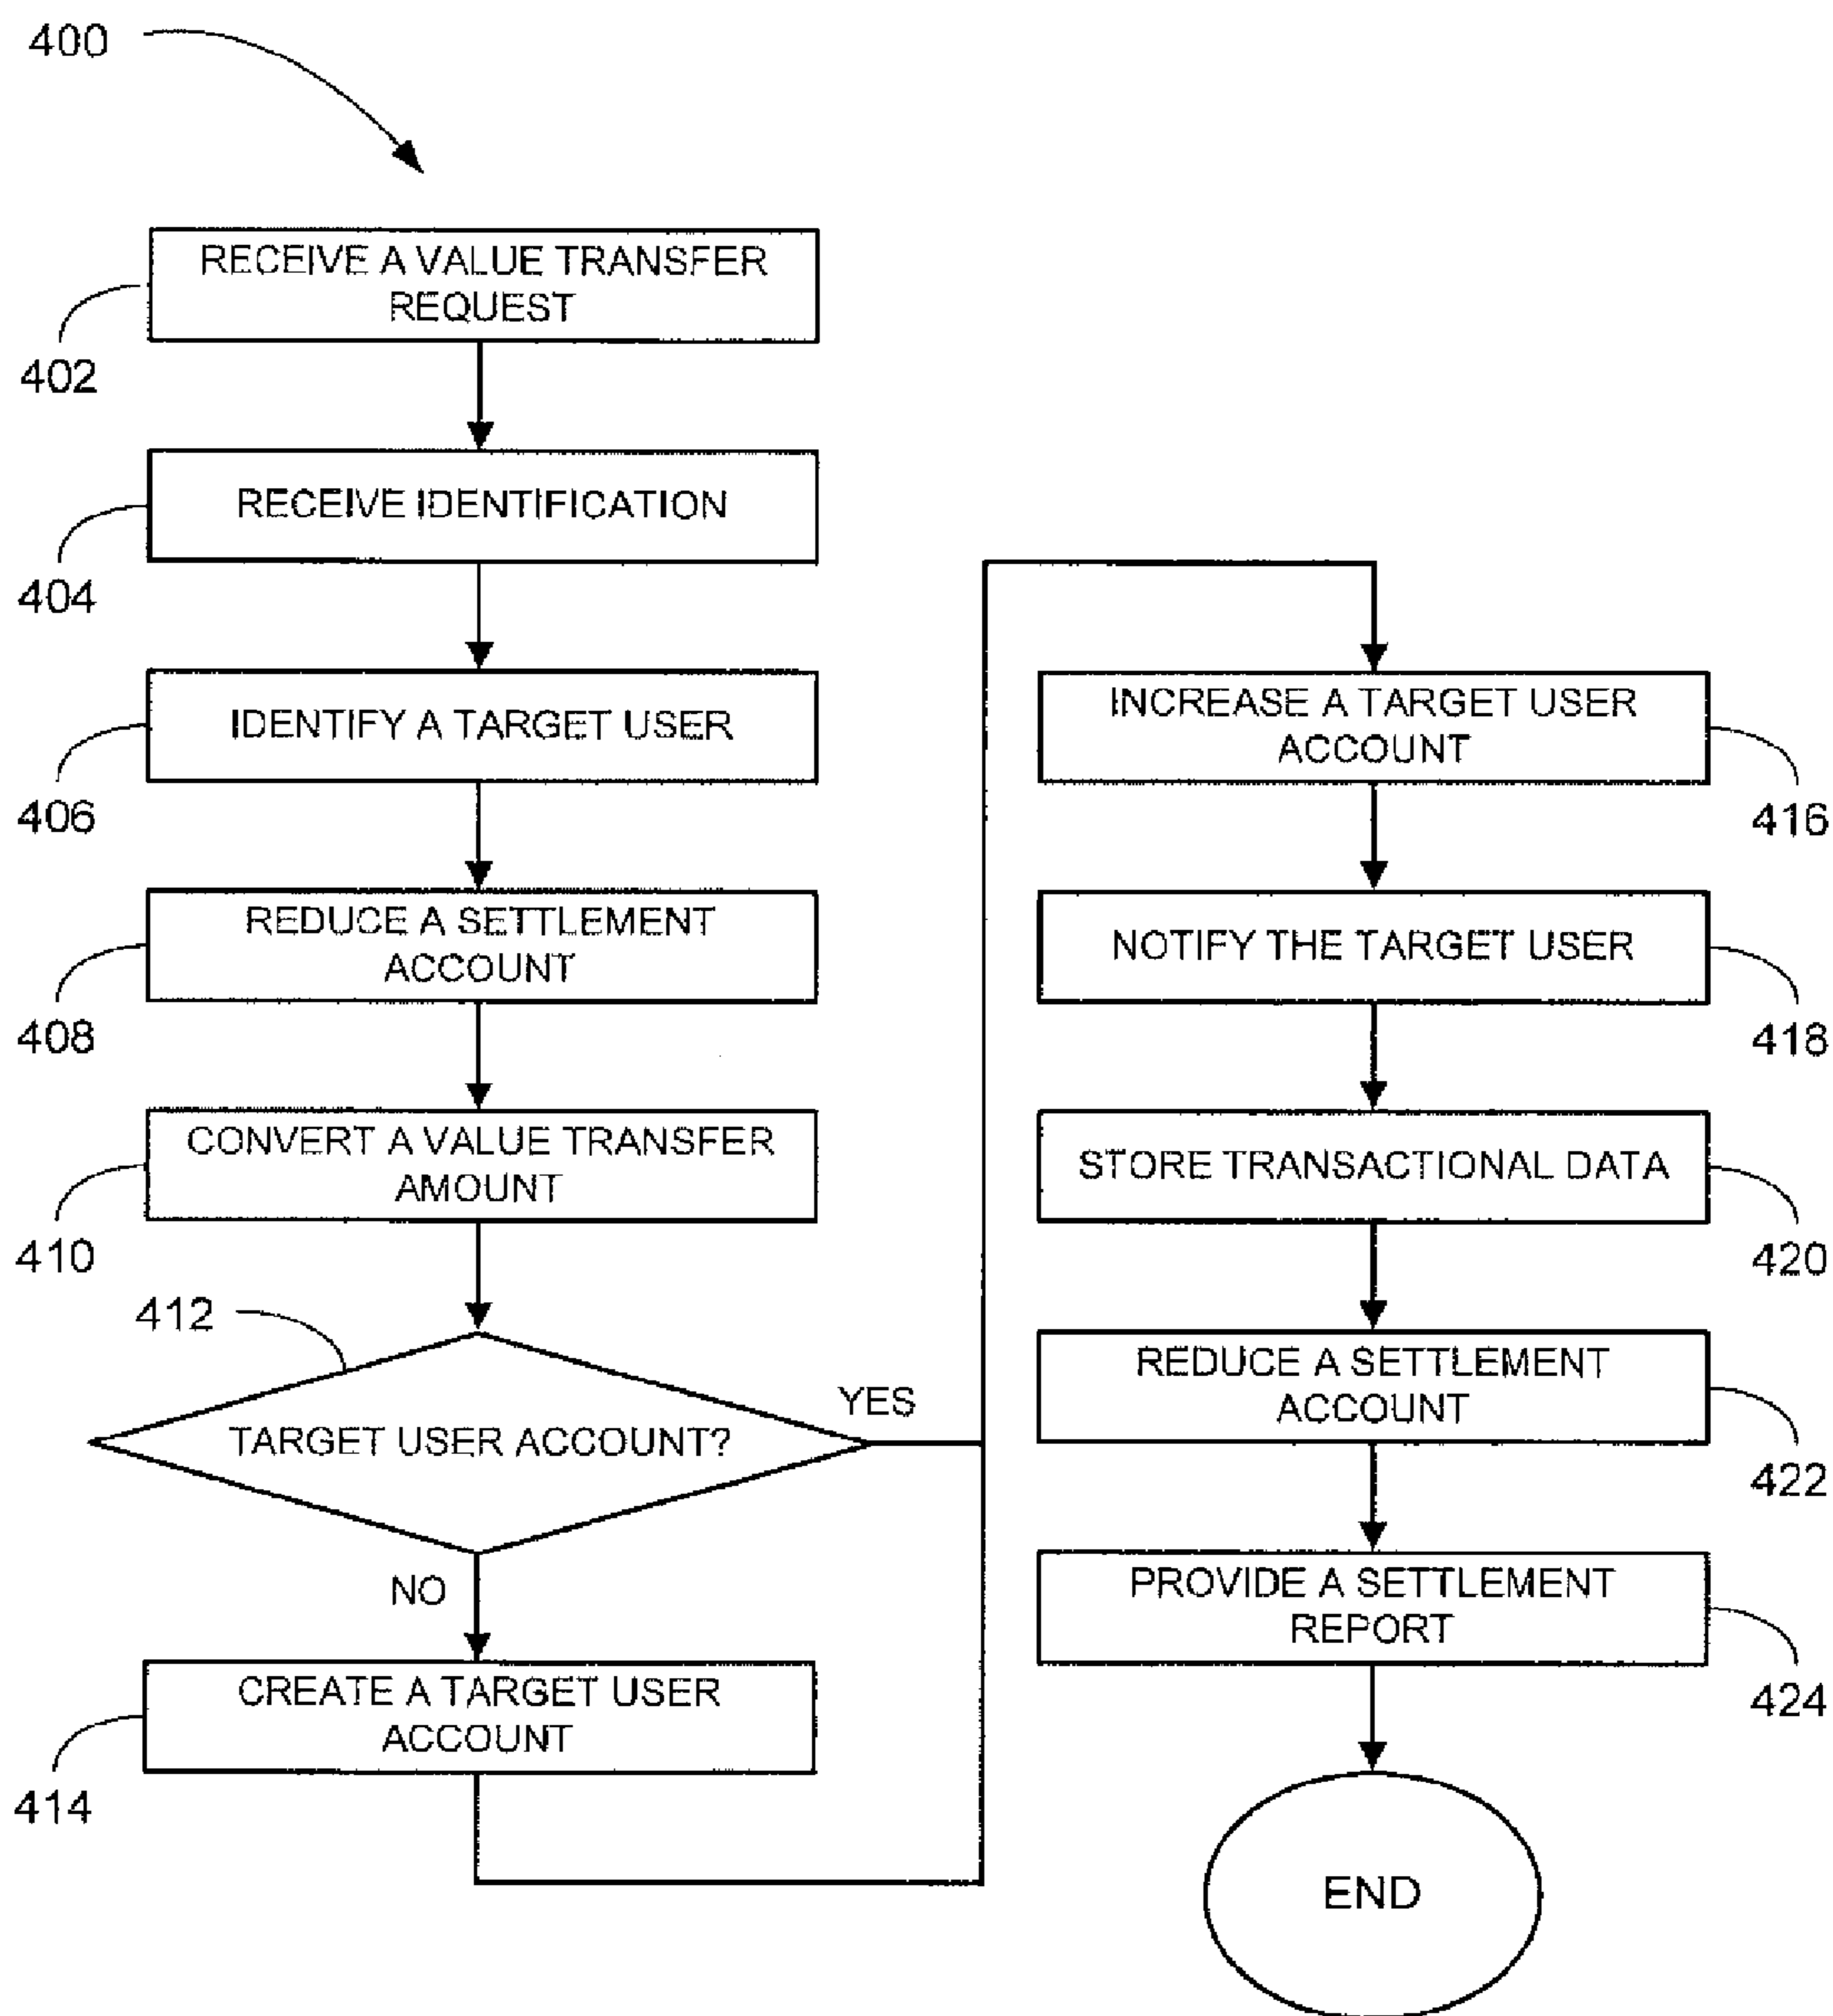 400
RECEIVE A VALUE TRANSFER
REQUEST
402
RECEIVE IDENTIFICATION
404
IDENTIFY A TARGET USER
406
REDUCE A SETTLEMENT
ACCOUNT
408
CONVERT A VALUE TRANSFER
AMOUNT
410
412
TARGET USER ACCOUNT?
YES
NO
CREATE A TARGET USER
ACCOUNT
414
INCREASE A TARGET USER
ACCOUNT
416
NOTIFY THE TARGET USER
418
STORE TRANSACTIONAL DATA
420
REDUCE A SETTLEMENT
ACCOUNT
422
PROVIDE A SETTLEMENT
REPORT
424
END